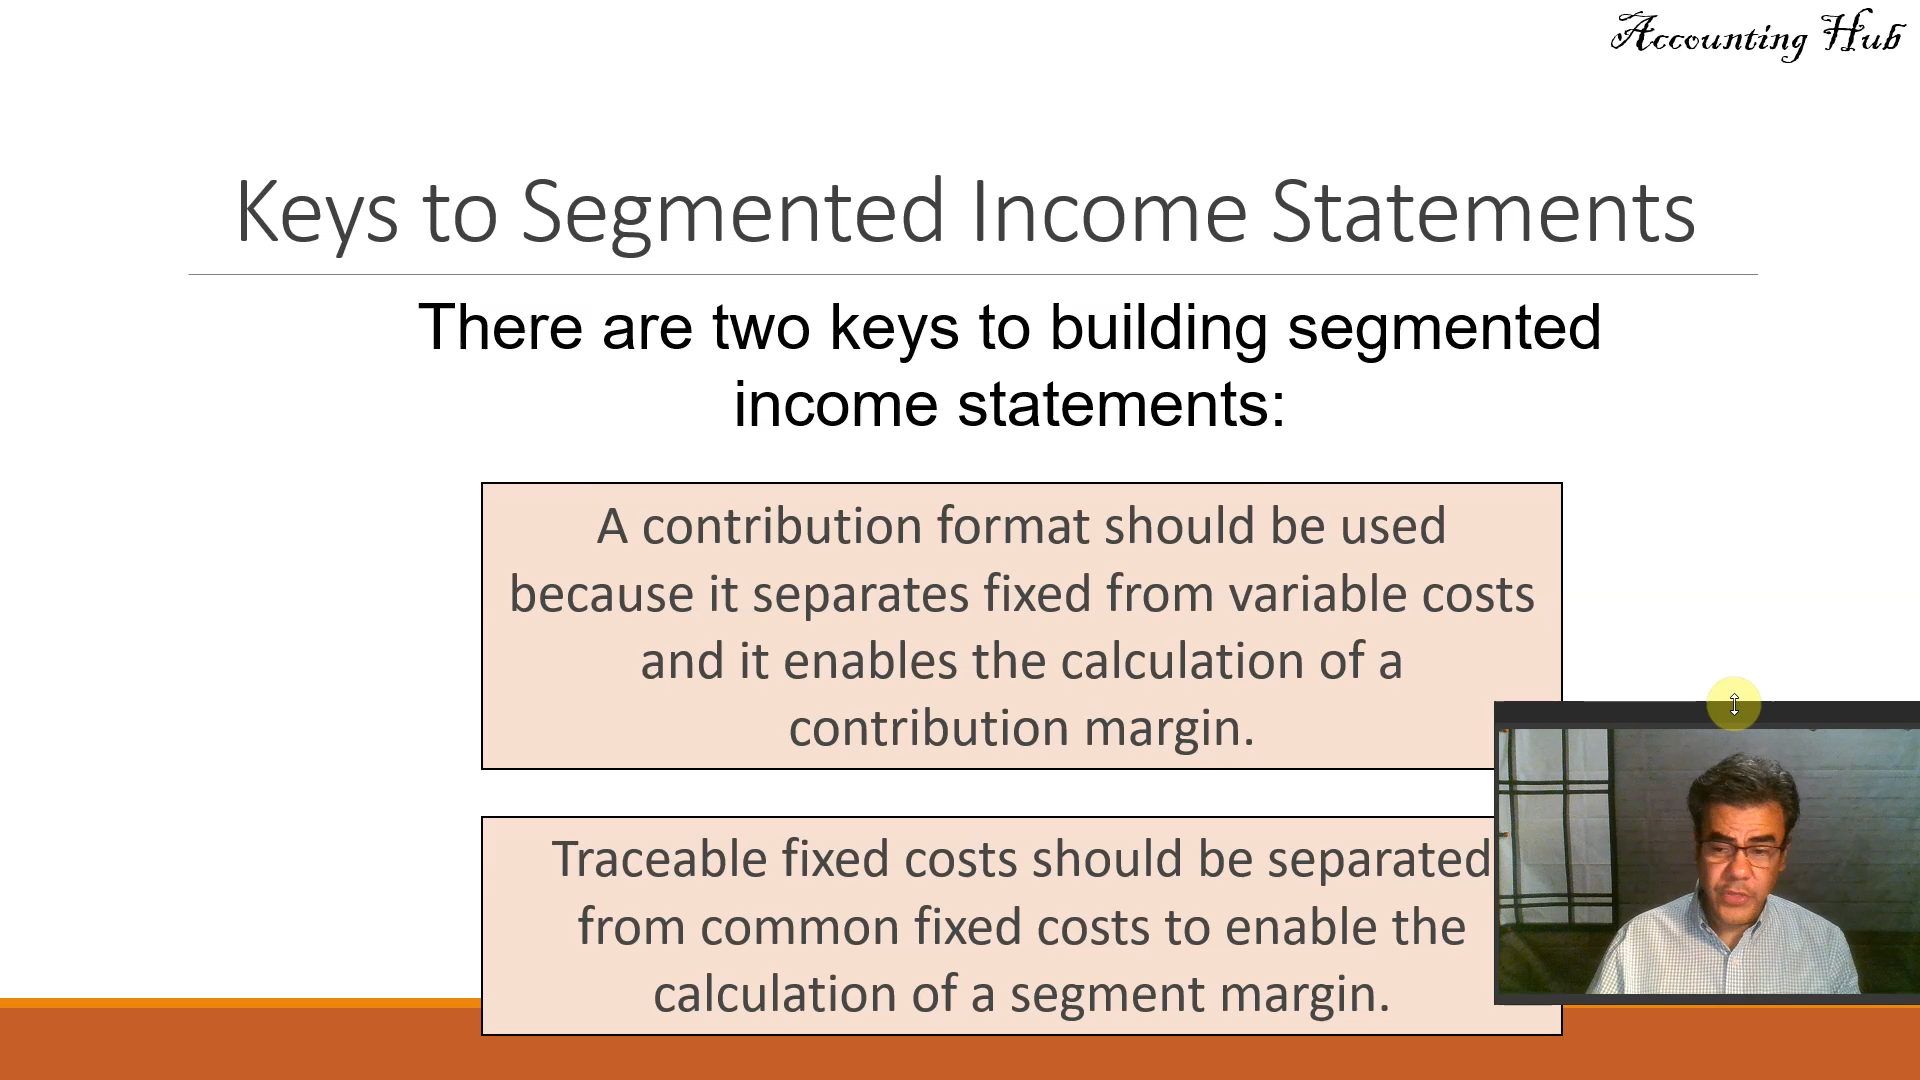 Accounting Hub
Keys to Segmented Income Statements
There are two keys to building segmented
income statements:
A contribution format should be used
because it separates fixed from variable costs
and it enables the calculation of a
contribution margin.
Traceable fixed costs should be separated
from common fixed costs to enable the
calculation of a segment margin.